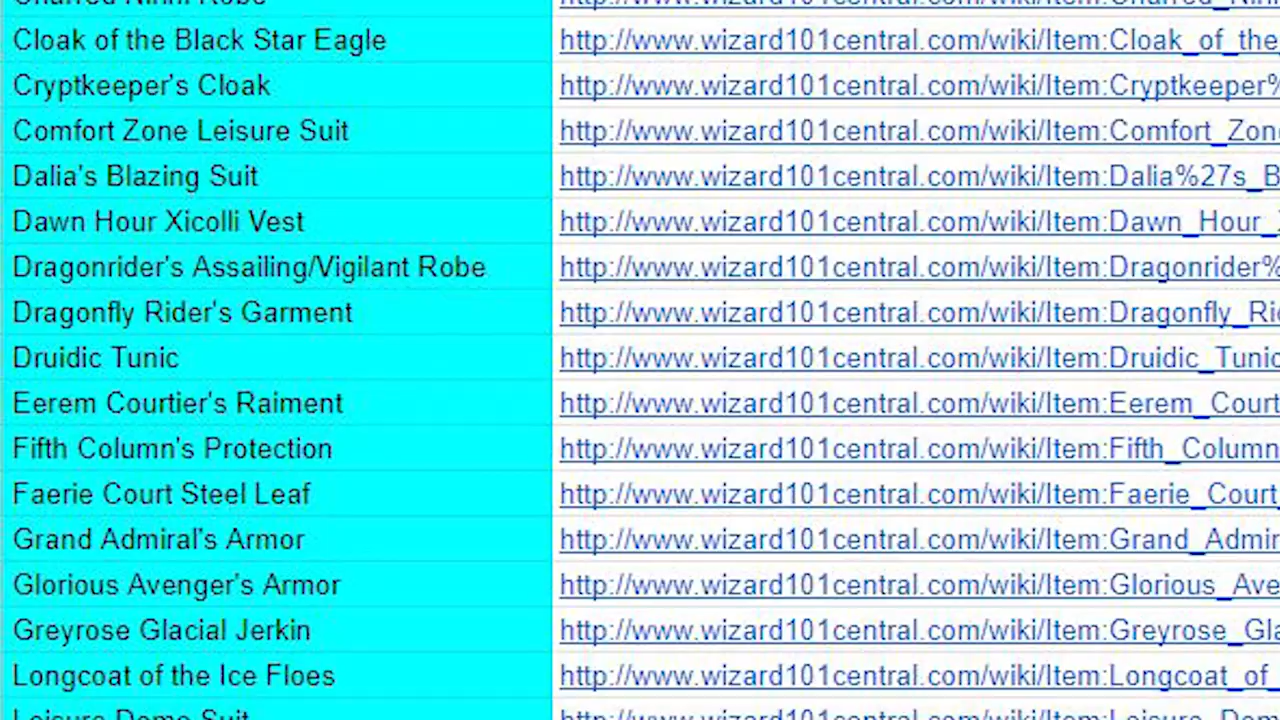 Cloak of the Black Star Eagle http://www.wizard101central.com/wiki/Item:Cloak_of_the
Cryptkeeper's Cloak http://www.wizard101central.com/wiki/Item:Cryptkeeper%
Comfort Zone Leisure Suit http://www.wizard101central.com/wiki/Item:Comfort_Zon
Dalia's Blazing Suit http://www.wizard101central.com/wiki/Item:Dalia%27s_B
Dawn Hour Xicolli Vest http://www.wizard101central.com/wiki/Item:Dawn_Hour_
Dragonrider's Assailing/Vigilant Robe http://www.wizard101central.com/wiki/Item:Dragonrider%
Dragonfly Rider's Garment http://www.wizard101central.com/wiki/Item:Dragonfly_Ri
Druidic Tunic http://www.wizard101central.com/wiki/Item:Druidic_Tunic
Eerem Courtier's Raiment http://www.wizard101central.com/wiki/Item:Eerem_Court
Fifth Column's Protection http://www.wizard101central.com/wiki/Item:Fifth_Column
Faerie Court Steel Leaf http://www.wizard101central.com/wiki/Item:Faerie_Court_
Grand Admiral's Armor http://www.wizard101central.com/wiki/Item:Grand_Admir
Glorious Avenger's Armor http://www.wizard101central.com/wiki/Item:Glorious_Ave
Greyrose Glacial Jerkin http://www.wizard101central.com/wiki/Item:Greyrose_Gla
Longcoat of the Ice Floes http://www.wizard101central.com/wiki/Item:Longcoat_of_